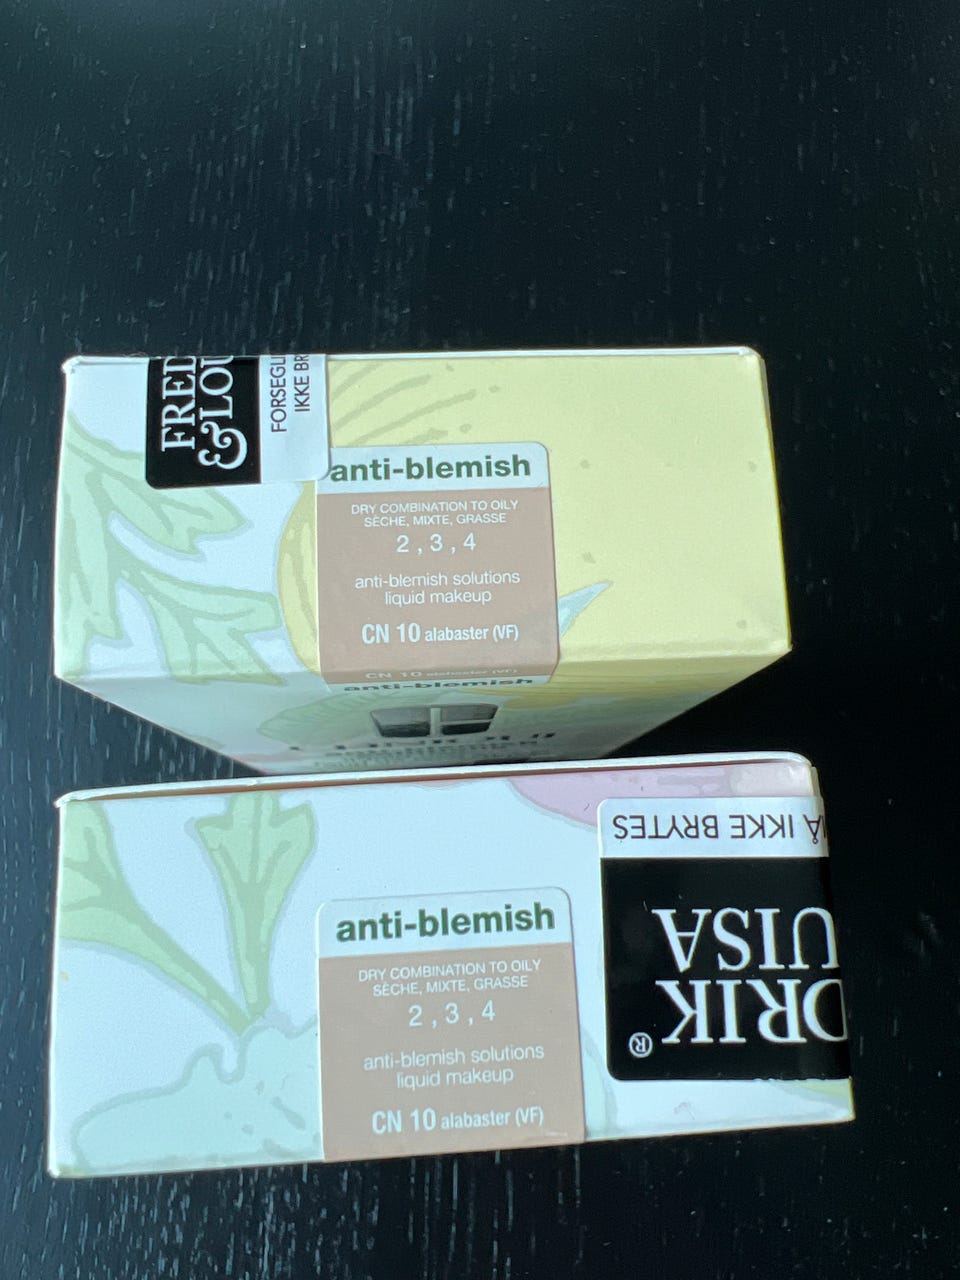 FRED
&LOU
FORSEGL
IKKE BR
anti-blemish
DRY COMBINATION TO OILY
SÈCHE, MIXTE, GRASSE
2 , 3 , 4
anti-blemish solutions
liquid makeup
CN 10 alabaster (VF)
CN 10 alabaster (VF)
anti-blemish
MÅ IKKE BRYTES
DRIK®
UISA
anti-blemish
DRY COMBINATION TO OILY
SÈCHE, MIXTE, GRASSE
2 , 3 , 4
anti-blemish solutions
liquid makeup
CN 10 alabaster (VF)